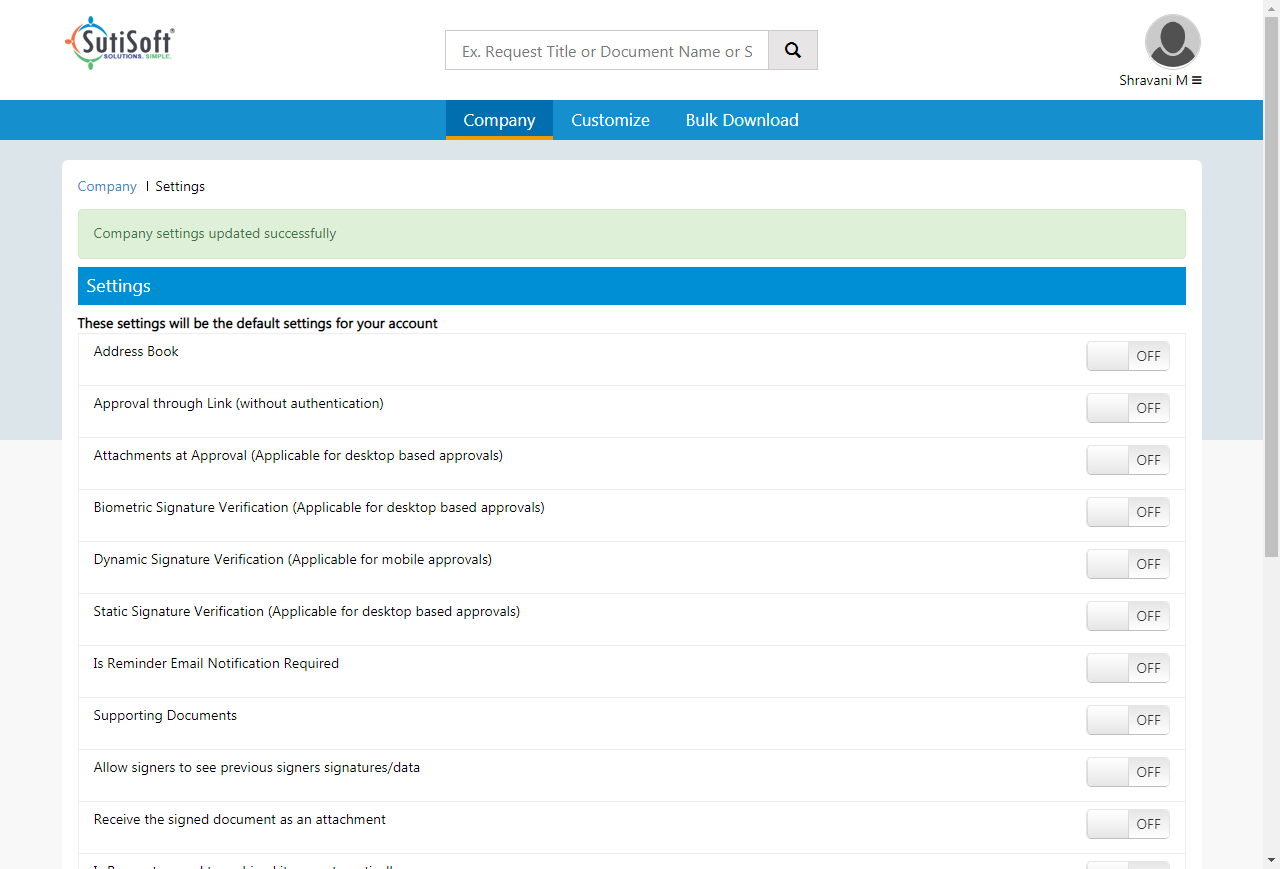 SutiSoft®
SOLUTIONS. SIMPLE.
Ex. Request Title or Document Name or S
Shravani M
Company Customize Bulk Download
Company | Settings
Company settings updated successfully
Settings
These settings will be the default settings for your account
Address Book OFF
Approval through Link (without authentication) OFF
Attachments at Approval (Applicable for desktop based approvals) OFF
Biometric Signature Verification (Applicable for desktop based approvals) OFF
Dynamic Signature Verification (Applicable for mobile approvals) OFF
Static Signature Verification (Applicable for desktop based approvals) OFF
Is Reminder Email Notification Required OFF
Supporting Documents OFF
Allow signers to see previous signers signatures/data OFF
Receive the signed document as an attachment OFF